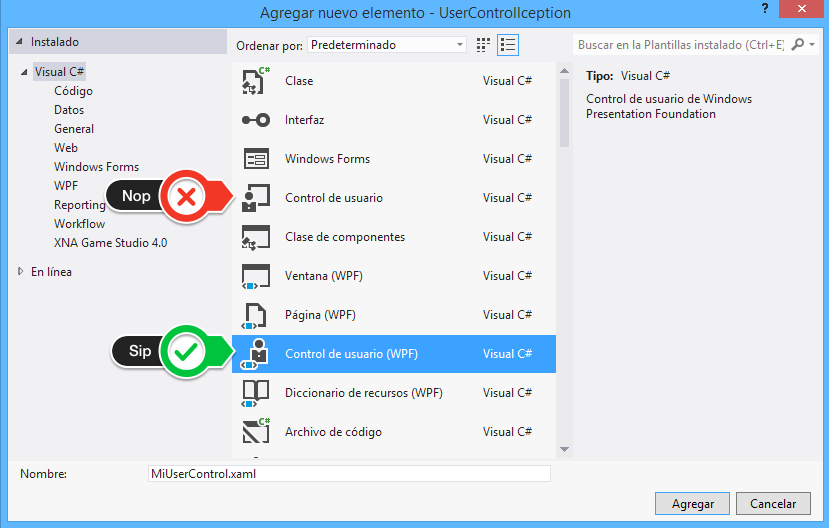 Agregar nuevo elemento - UserControlIception
?
Instalado
Ordenar por: Predeterminado
Buscar en la Plantillas instalado (Ctrl+E)
Visual C#
Código
Datos
General
Web
Windows Forms
WPF
Reporting
Workflow
XNA Game Studio 4.0
En línea
Nop
Sip
C# Clase Visual C#
Interfaz Visual C#
Windows Forms Visual C#
Control de usuario Visual C#
Clase de componentes Visual C#
Ventana (WPF) Visual C#
Página (WPF) Visual C#
Control de usuario (WPF) Visual C#
Diccionario de recursos (WPF) Visual C#
C# Archivo de código Visual C#
Tipo: Visual C#
Control de usuario de Windows
Presentation Foundation
Nombre: MiUserControl.xaml
Agregar Cancelar